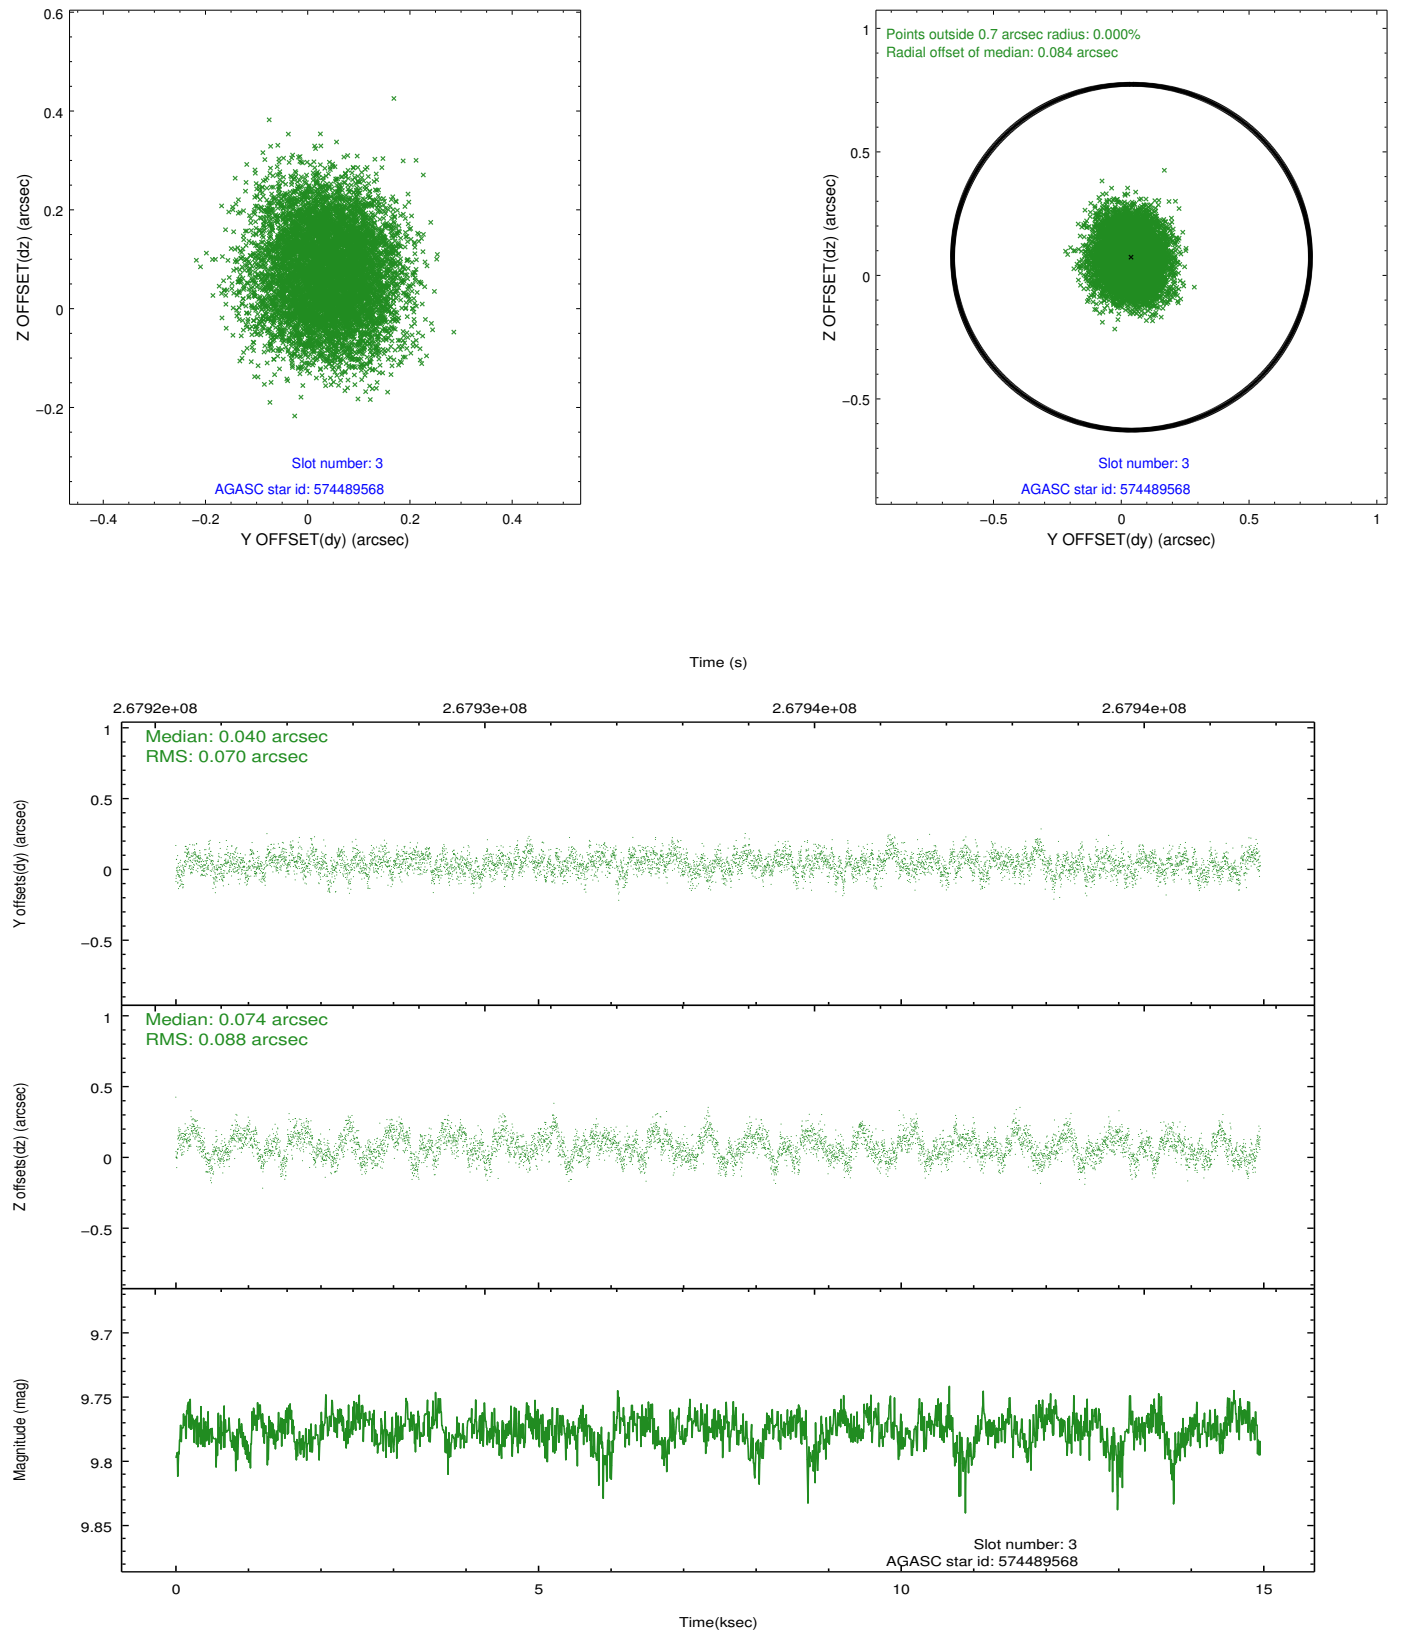 0.6
0.4
0.2
0
−0.2
Z OFFSET(dz) (arcsec)
Slot number: 3
AGASC star id: 574489568
−0.4
−0.2
0
0.2
0.4
Y OFFSET(dy) (arcsec)
Points outside 0.7 arcsec radius: 0.000%
Radial offset of median: 0.084 arcsec
1
0.5
0
−0.5
Z OFFSET(dz) (arcsec)
Slot number: 3
AGASC star id: 574489568
−0.5
0
0.5
1
Y OFFSET(dy) (arcsec)
Time (s)
2.6792e+08
2.6793e+08
2.6794e+08
2.6794e+08
Median: 0.040 arcsec
RMS: 0.070 arcsec
1
0.5
0
−0.5
Y offsets(dy) (arcsec)
Median: 0.074 arcsec
RMS: 0.088 arcsec
1
0.5
0
−0.5
Z offsets(dz) (arcsec)
9.7
9.75
9.8
9.85
Magnitude (mag)
Slot number: 3
AGASC star id: 574489568
0
5
10
15
Time(ksec)